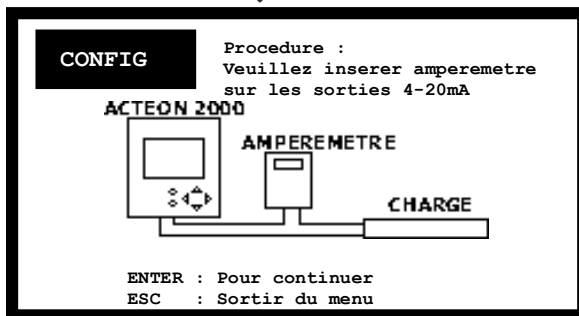 CONFIG
Procedure :
Veuillez inserer amperemetre
sur les sorties 4-20mA
ACTEON 2000
AMPEREMETRE
CHARGE
ENTER : Pour continuer
ESC : Sortir du menu